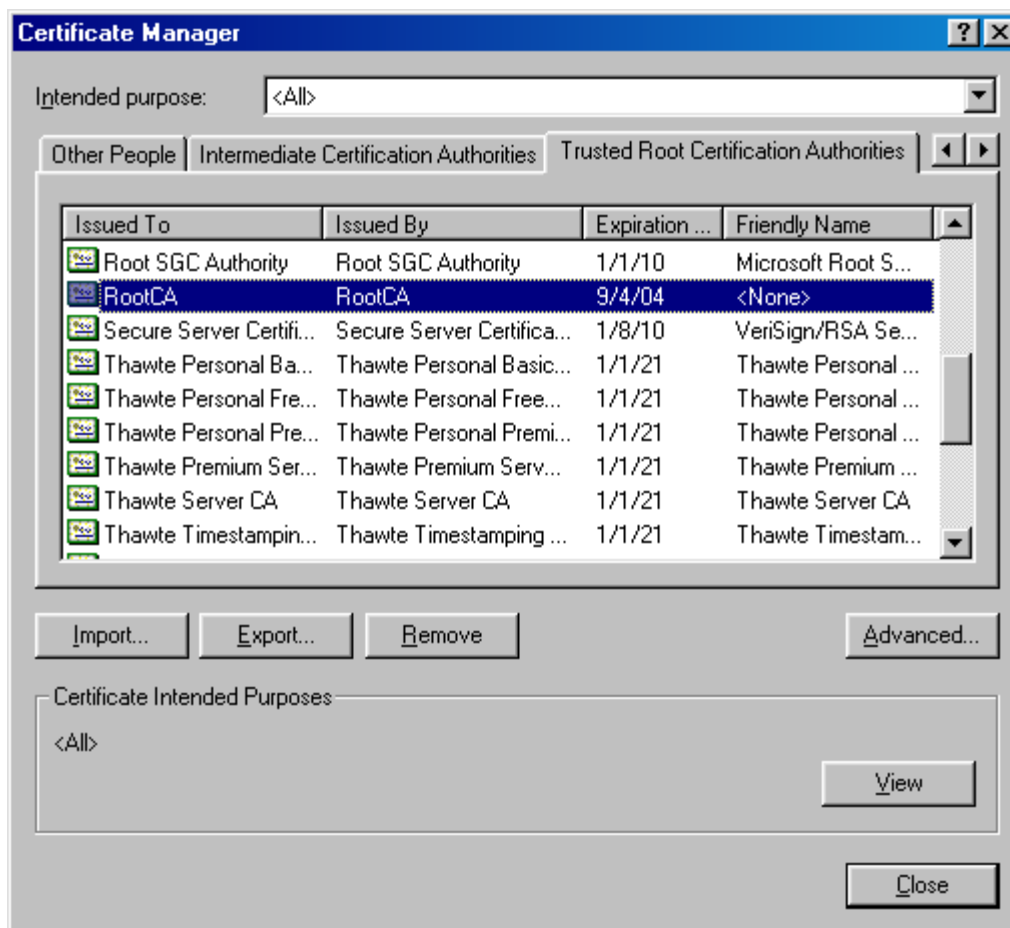 Certificate Manager
Intended purpose: <All>
Other People Intermediate Certification Authorities Trusted Root Certification Authorities
Issued To Issued By Expiration ... Friendly Name
Root SGC Authority Root SGC Authority 1/1/10 Microsoft Root S...
RootCA RootCA 9/4/04 <None>
Secure Server Certifi... Secure Server Certifica... 1/8/10 VeriSign/RSA Se...
Thawte Personal Ba... Thawte Personal Basic... 1/1/21 Thawte Personal ...
Thawte Personal Fre... Thawte Personal Free... 1/1/21 Thawte Personal ...
Thawte Personal Pre... Thawte Personal Premi... 1/1/21 Thawte Personal ...
Thawte Premium Ser... Thawte Premium Serv... 1/1/21 Thawte Premium ...
Thawte Server CA Thawte Server CA 1/1/21 Thawte Server CA
Thawte Timestampin... Thawte Timestamping ... 1/1/21 Thawte Timestam...
Import... Export... Remove Advanced...
Certificate Intended Purposes
<All>
View
Close